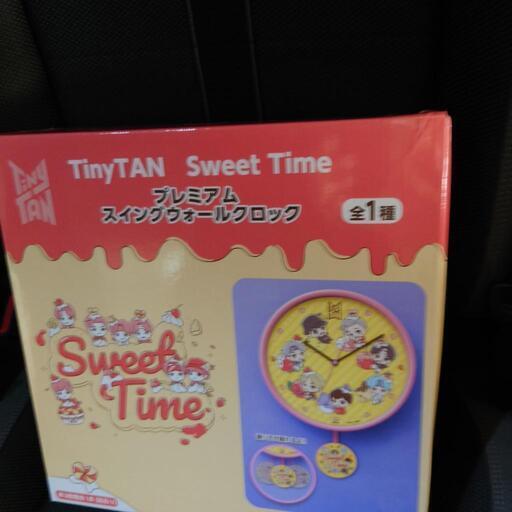 TinyTAN
TinyTAN Sweet Time
プレミアム
スイングウォールクロック
全1種
Sweet
Time